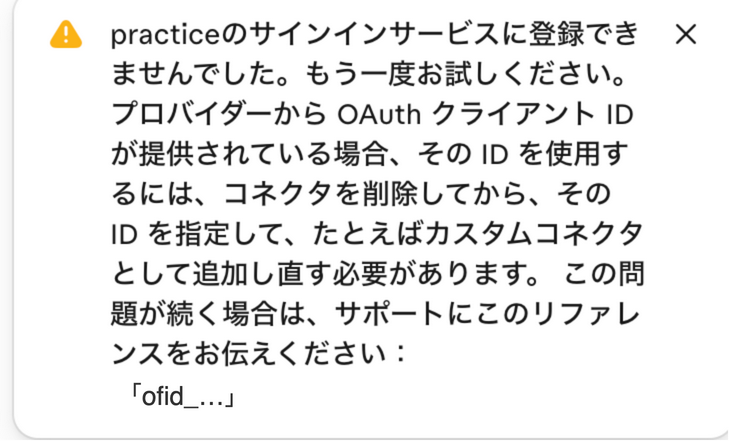 practiceのサインインサービスに登録でき
ませんでした。もう一度お試しください。
プロバイダーから OAuth クライアント ID
が提供されている場合、その ID を使用す
るには、コネクタを削除してから、その
ID を指定して、たとえばカスタムコネクタ
として追加し直す必要があります。 この問
題が続く場合は、サポートにこのリファレ
ンスをお伝えください：
「ofid_...」